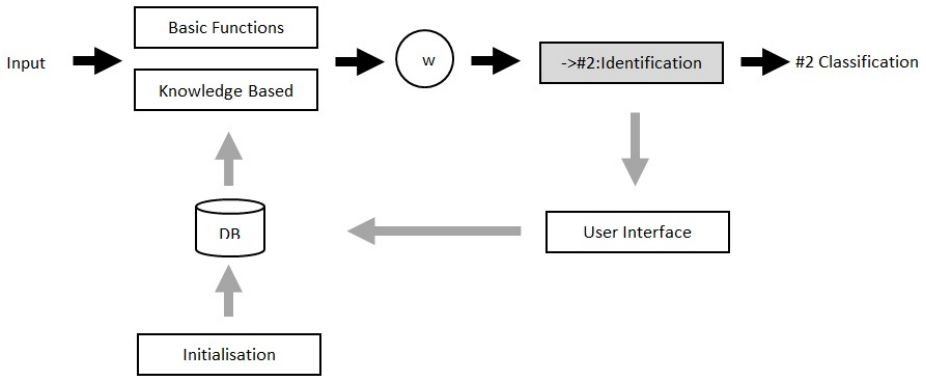 Basic Functions
Input
Knowledge Based
w
->#2:Identification
#2 Classification
DB
User Interface
Initialisation